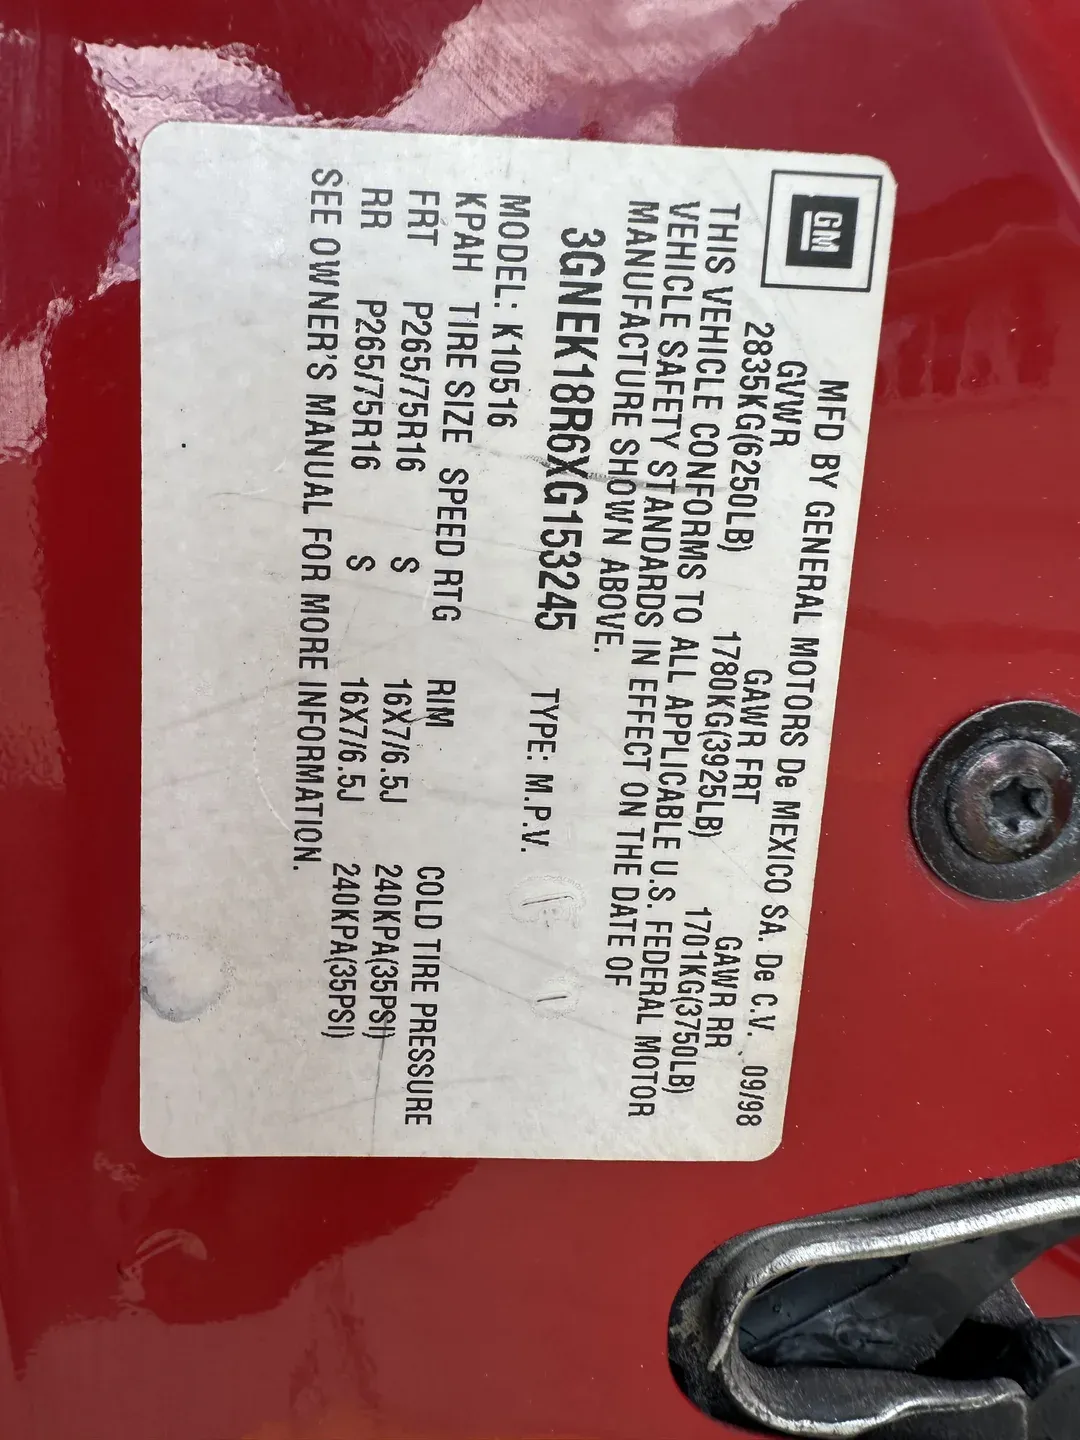 GM
MFD BY GENERAL MOTORS De MEXICO SA. De C.V. 09/98
GVWR GAWR FRT GAWR RR
2835KG(6250LB) 1780KG(3925LB) 1701KG(3750LB)
THIS VEHICLE CONFORMS TO ALL APPLICABLE U.S. FEDERAL MOTOR
VEHICLE SAFETY STANDARDS IN EFFECT ON THE DATE OF
MANUFACTURE SHOWN ABOVE.
3GNEK18R6XG153245 TYPE: M.P.V.
MODEL: K10516
KPAH TIRE SIZE SPEED RTG RIM COLD TIRE PRESSURE
FRT P265/75R16 S 16X7/6.5J 240KPA(35PSI)
RR P265/75R16 S 16X7/6.5J 240KPA(35PSI)
SEE OWNER'S MANUAL FOR MORE INFORMATION.